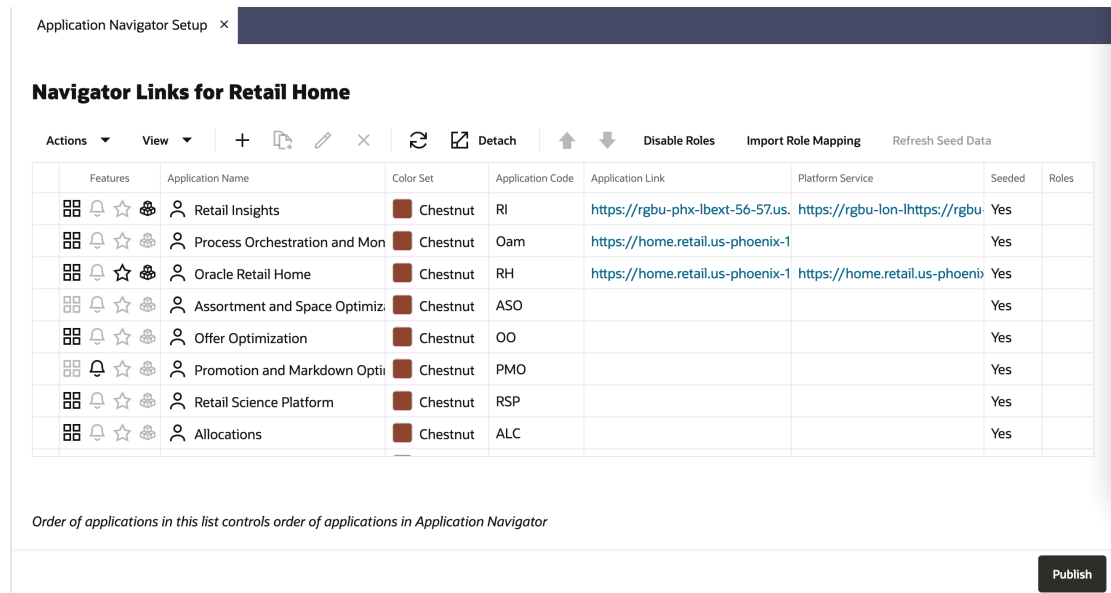 Application Navigator Setup ×
Navigator Links for Retail Home
Actions View Detach Disable Roles Import Role Mapping Refresh Seed Data
Features Application Name Color Set Application Code Application Link Platform Service Seeded Roles
Retail Insights Chestnut RI https://rgbu-phx-lbext-56-57.us. https://rgbu-lon-lhttps://rgbu- Yes
Process Orchestration and Mon Chestnut Oam https://home.retail.us-phoenix-1 Yes
Oracle Retail Home Chestnut RH https://home.retail.us-phoenix-1 https://home.retail.us-phoenix Yes
Assortment and Space Optimiza Chestnut ASO Yes
Offer Optimization Chestnut OO Yes
Promotion and Markdown Opti Chestnut PMO Yes
Retail Science Platform Chestnut RSP Yes
Allocations Chestnut ALC Yes
Order of applications in this list controls order of applications in Application Navigator
Publish